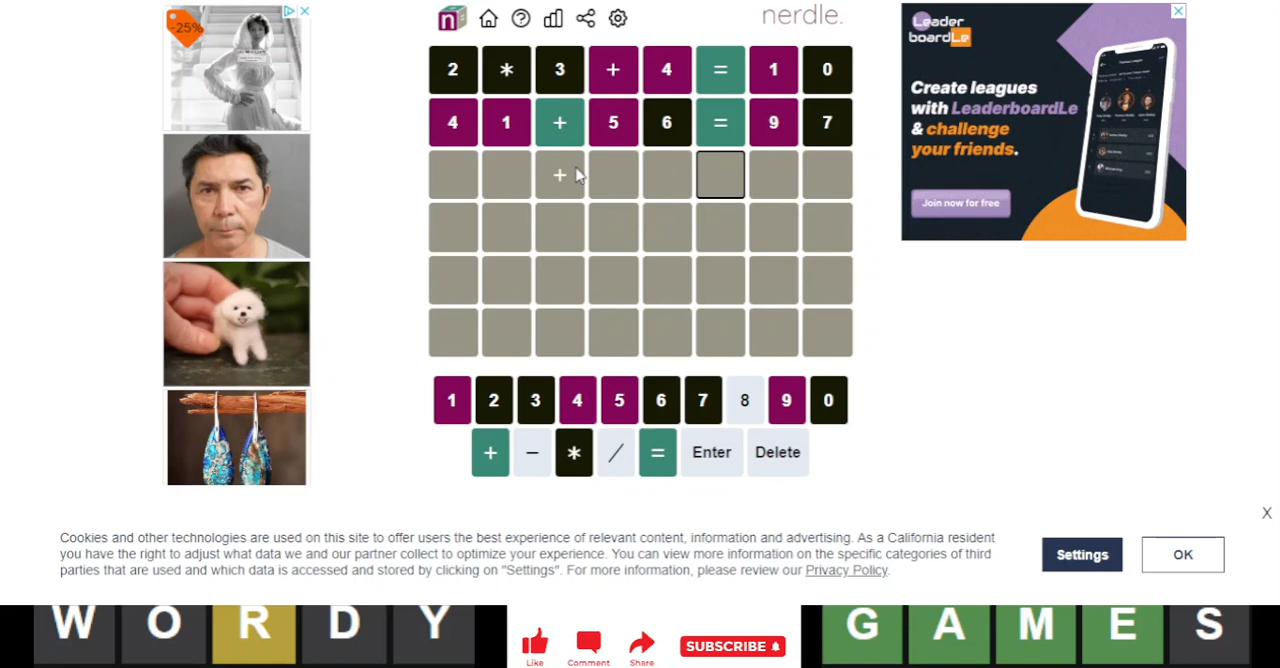 -25%
n
nerdle.
2 * 3 + 4 = 1 0
4 1 + 5 6 = 9 7
+
1 2 3 4 5 6 7 8 9 0
+ - * / = Enter Delete
Leader
boardLe
Create leagues
with LeaderboardLe
& challenge
your friends.
Join now for free
X
Cookies and other technologies are used on this site to offer users the best experience of relevant content, information and advertising. As a California resident
you have the right to adjust what data we and our partner collect to optimize your experience. You can view more information on the specific categories of third
parties that are used and which data is accessed and stored by clicking on "Settings". For more information, please review our Privacy Policy.
Settings
OK
W O R D Y
Like
Comment
Share
SUBSCRIBE
G A M E S